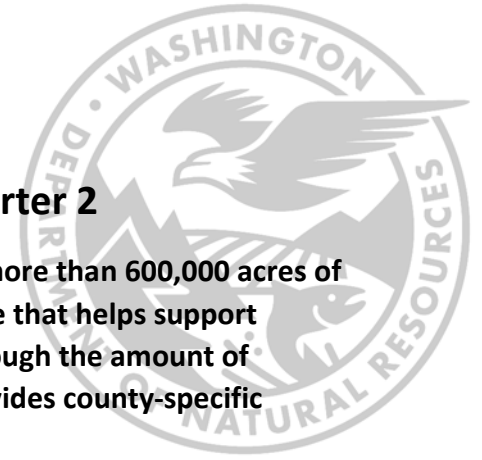 WASHINGTON
DEPARTMENT OF NATURAL RESOURCES
rter 2
more than 600,000 acres of
e that helps support
ough the amount of
vides county-specific